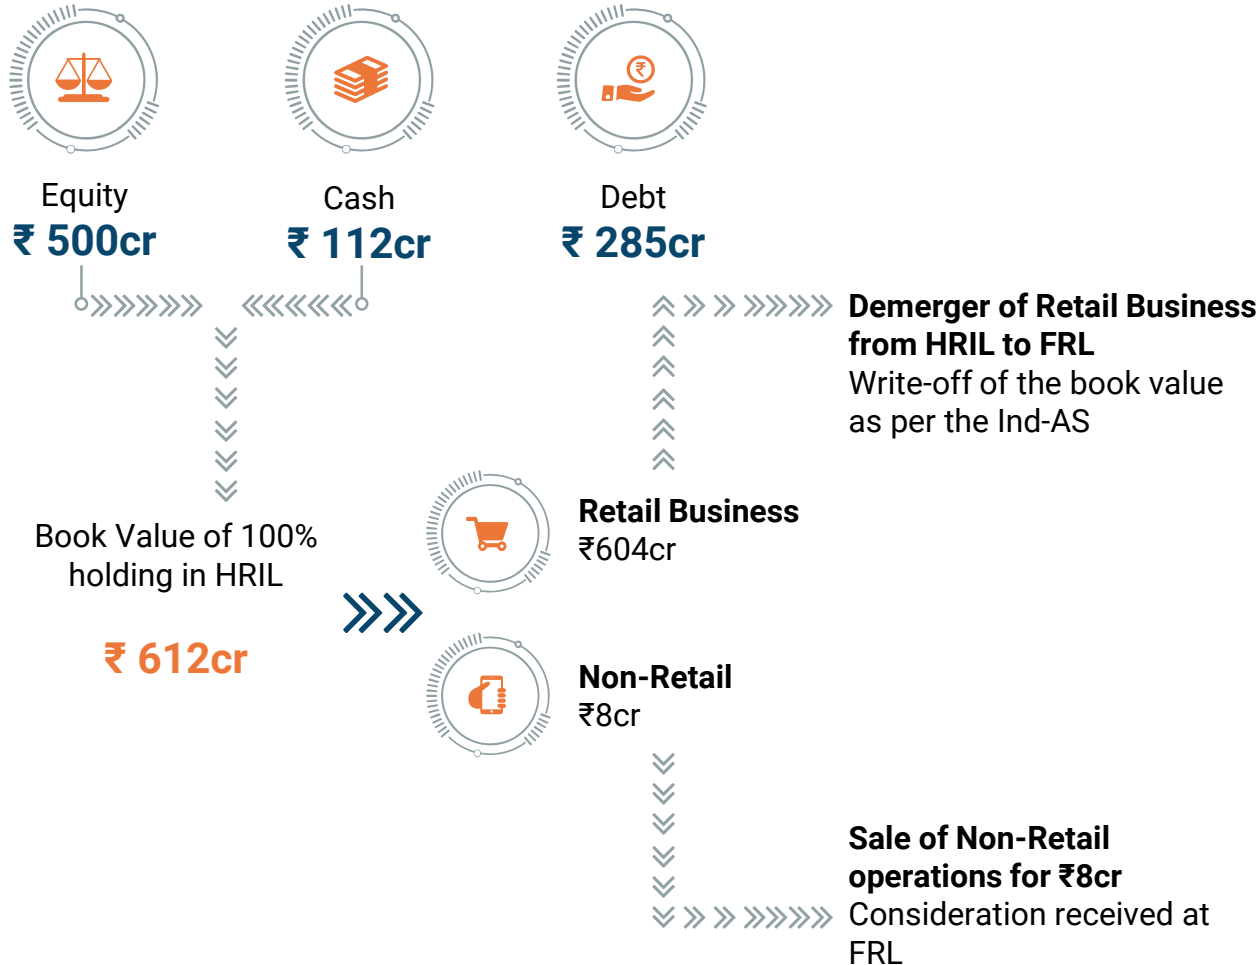 Equity
₹ 500cr
Cash
₹ 112cr
Debt
₹ 285cr
Demerger of Retail Business
from HRIL to FRL
Write-off of the book value
as per the Ind-AS
Book Value of 100%
holding in HRIL
₹ 612cr
Retail Business
₹604cr
Non-Retail
₹8cr
Sale of Non-Retail
operations for ₹8cr
Consideration received at
FRL